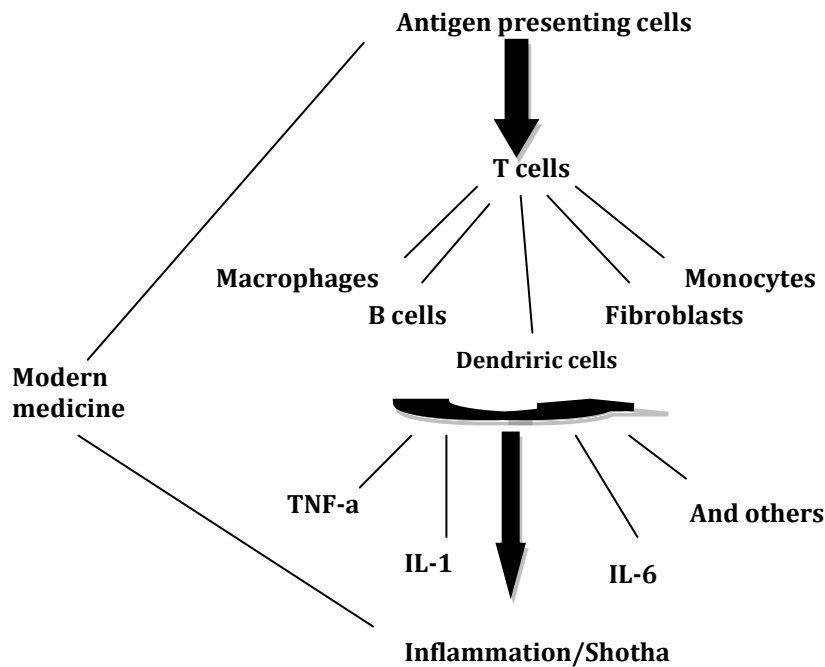 Antigen presenting cells
T cells
Macrophages
Monocytes
B cells
Fibroblasts
Dendriric cells
Modern
medicine
TNF-a
And others
IL-1
IL-6
Inflammation/Shotha